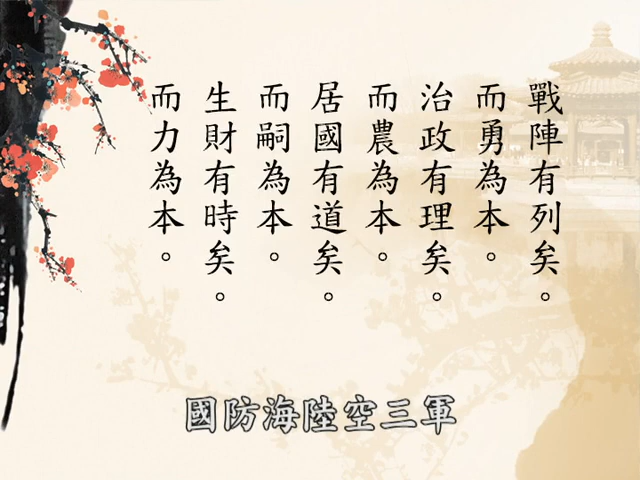 戰陣有列矣。
而勇為本。
治政有理矣。
而農為本。
居國有道矣。
而嗣為本。
生財有時矣。
而力為本。
國防海陸空三軍